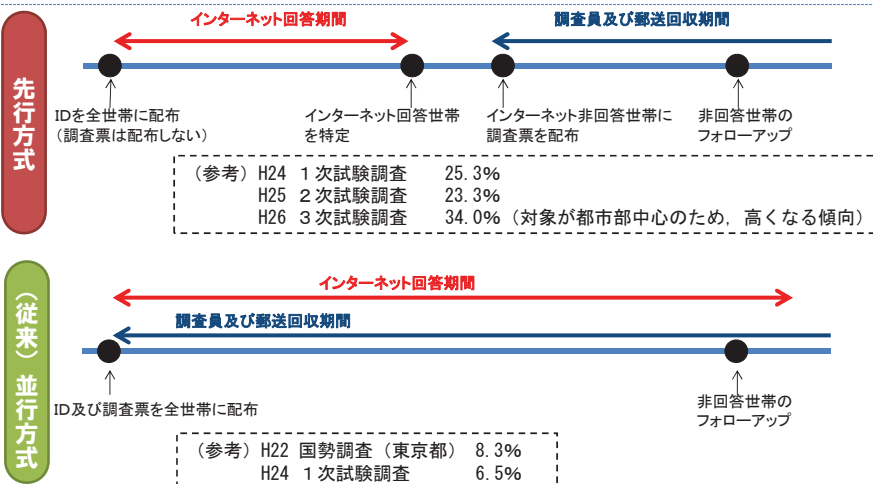 先行方式
インターネット回答期間
調査員及び郵送回収期間
IDを全世帯に配布
(調査票は配布しない)
インターネット回答世帯
を特定
インターネット非回答世帯に
調査票を配布
非回答世帯の
フォローアップ
(参考) H24 1次試験調査 25.3%
H25 2次試験調査 23.3%
H26 3次試験調査 34.0% (対象が都市部中心のため,高くなる傾向)
(従来) 並行方式
インターネット回答期間
調査員及び郵送回収期間
ID及び調査票を全世帯に配布
非回答世帯の
フォローアップ
(参考) H22 国勢調査(東京都) 8.3%
H24 1次試験調査 6.5%